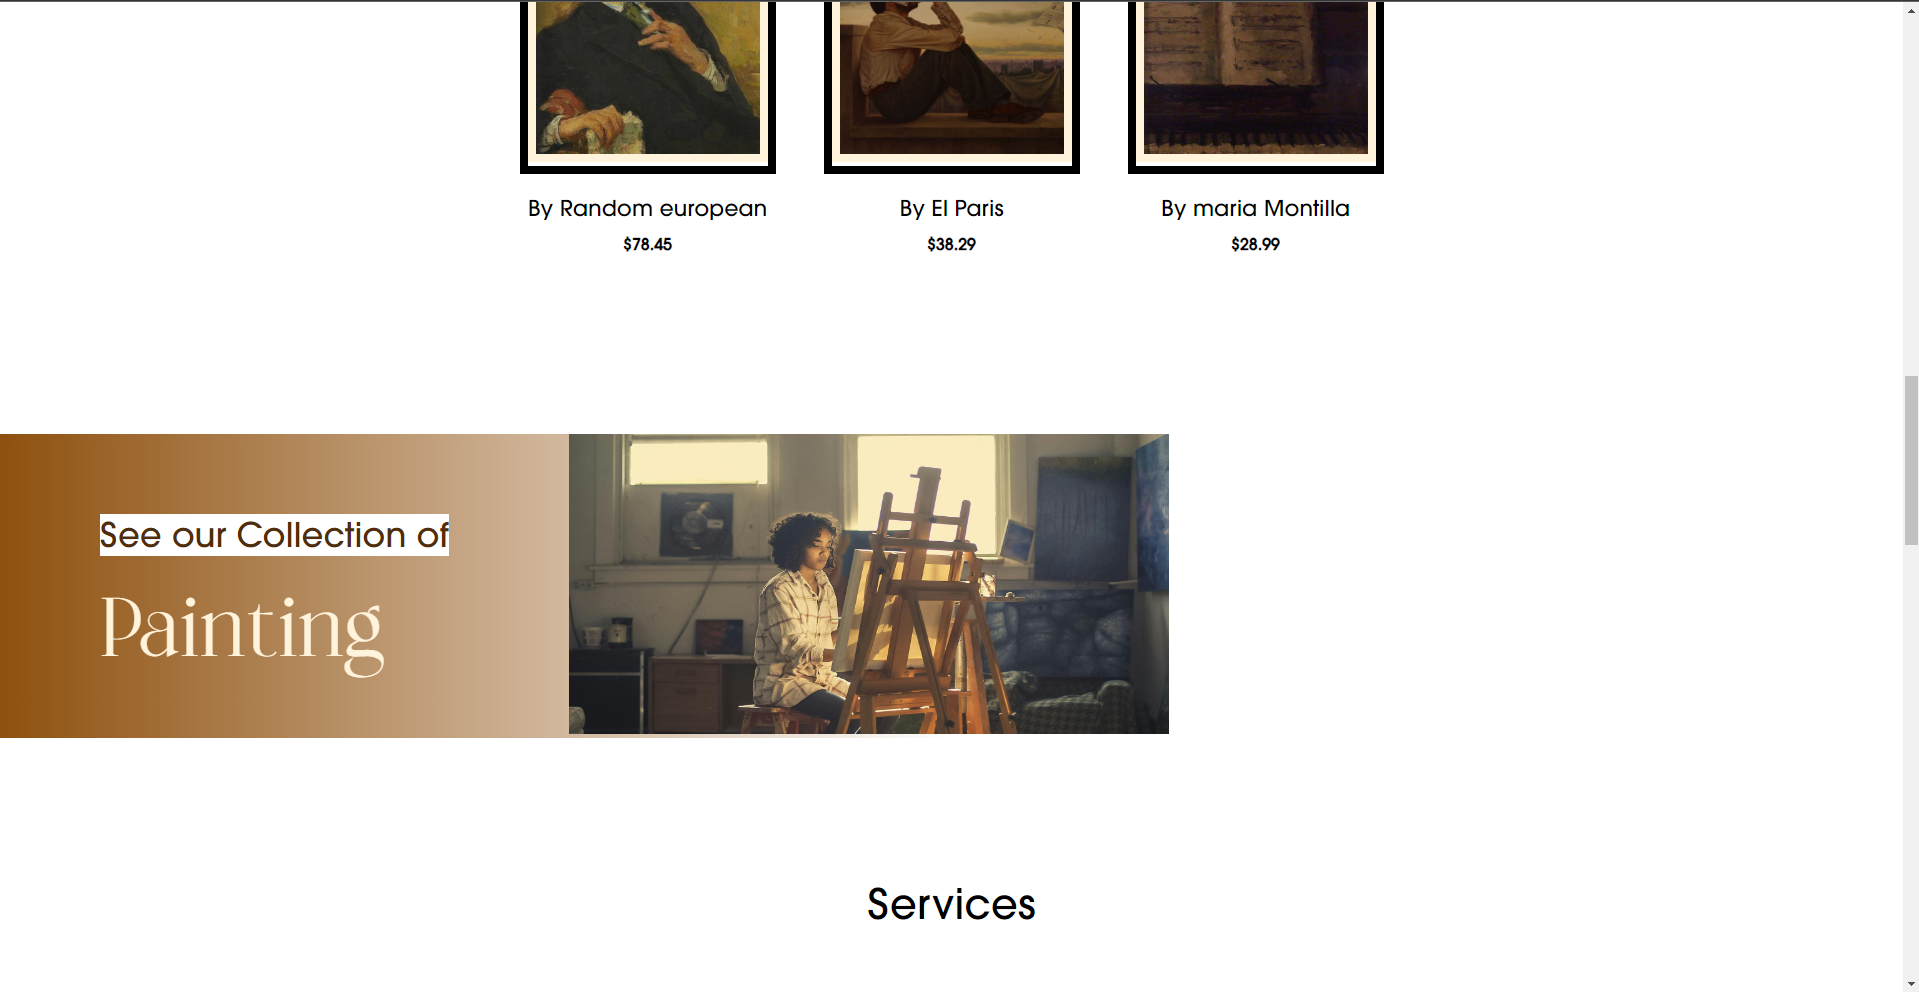 By Random european
By El Paris
By maria Montilla
$78.45
$38.29
$28.99
See our Collection of
Painting
Services